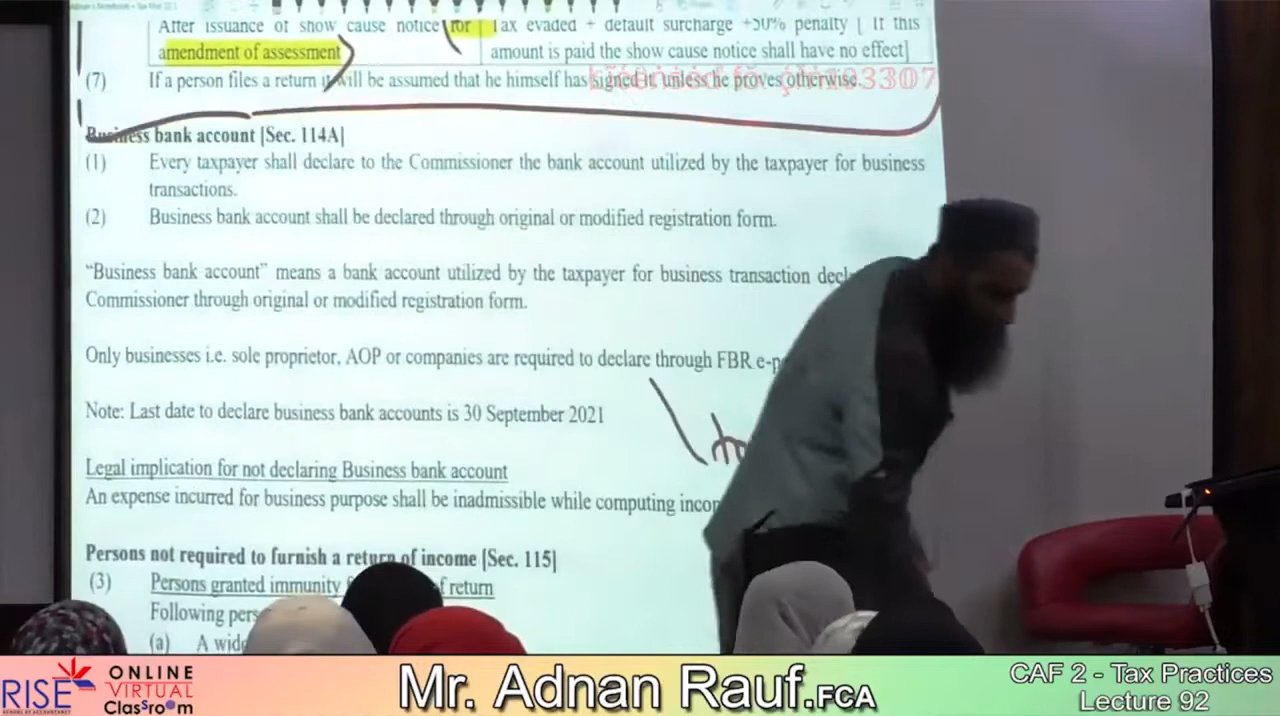 After issuance of show cause notice for
Tax evaded + default surcharge +50% penalty [ If this
amendment of assessment
amount is paid the show cause notice shall have no effect]
(7) If a person files a return it will be assumed that he himself has signed it unless he proves otherwise.
Business bank account [Sec. 114A]
(1) Every taxpayer shall declare to the Commissioner the bank account utilized by the taxpayer for business
transactions.
(2) Business bank account shall be declared through original or modified registration form.
“Business bank account” means a bank account utilized by the taxpayer for business transaction decl
Commissioner through original or modified registration form.
Only businesses i.e. sole proprietor, AOP or companies are required to declare through FBR e-p
Note: Last date to declare business bank accounts is 30 September 2021
Legal implication for not declaring Business bank account
An expense incurred for business purpose shall be inadmissible while computing incor
Persons not required to furnish a return of income [Sec. 115]
(3) Persons granted immunity f return
Following pers
(a) A wid
RISE ONLINE VIRTUAL Classroom
Mr. Adnan Rauf.FCA
CAF 2 - Tax Practices
Lecture 92